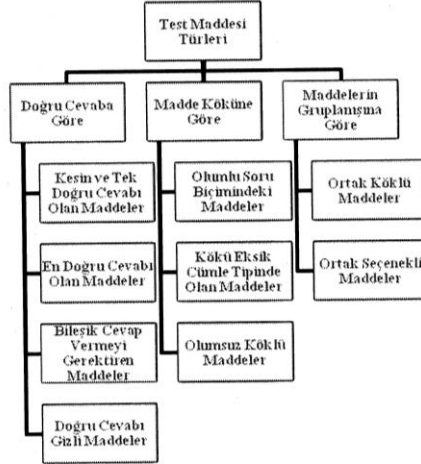 Test Maddesi
Türleri
Doğru Cevaba
Göre
Madde Köküne
Göre
Maddelerin
Gruplanışına
Göre
Kesin ve Tek
Doğru Cevabı
Olan Maddeler
En Doğru Cevabı
Olan Maddeler
Bileşik Cevap
Vermeyi
Gerektiren
Maddeler
Doğru Cevabı
Gizli Maddeler
Olumlu Soru
Biçimindeki
Maddeler
Kökü Eksik
Cümle Tipinde
Olan Maddeler
Olumsuz Köklü
Maddeler
Ortak Köklü
Maddeler
Ortak Seçenekli
Maddeler